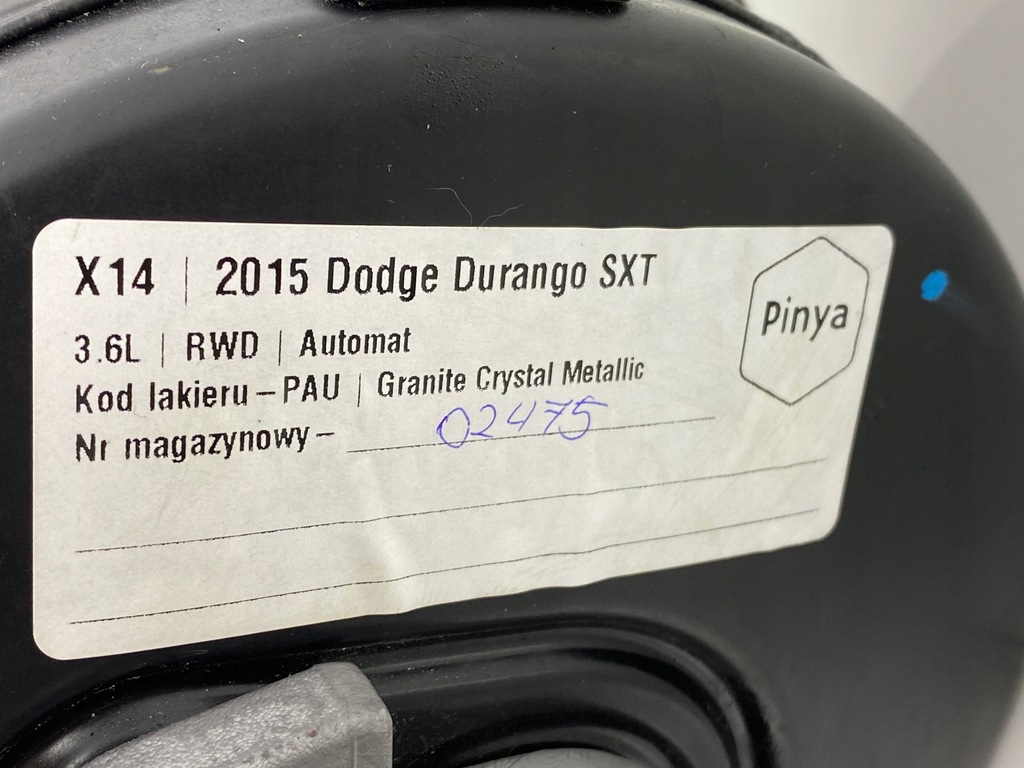 X14 | 2015 Dodge Durango SXT
Pinya
3.6L | RWD | Automat
Kod lakieru – PAU | Granite Crystal Metallic
Nr magazynowy – 02475